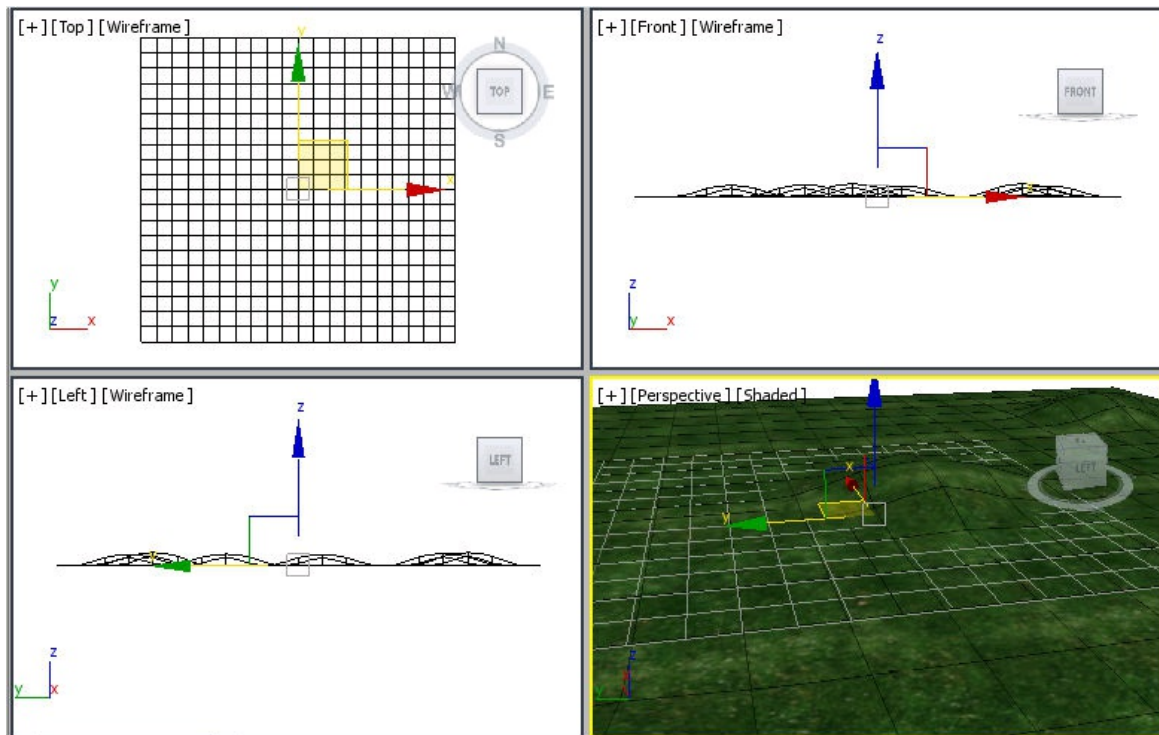 [+] [Top] [Wireframe]
y
N
W
TOP
E
S
x
y
z
x
[+] [Front] [Wireframe]
z
FRONT
x
z
y
x
[+] [Left] [Wireframe]
z
LEFT
y
z
y
x
[+] [Perspective] [Shaded]
x
LEFT
y
z
x
y